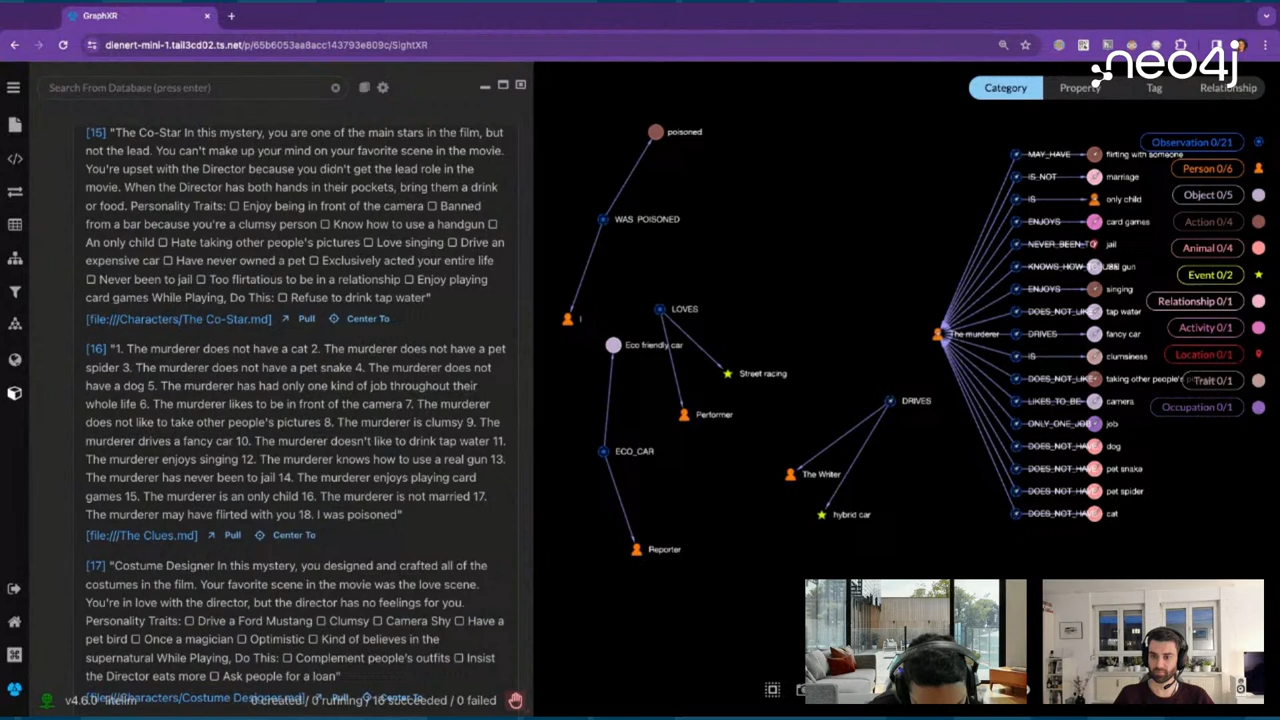 GraphXR
dienert-mini-1.tail3cd02.ts.net/p/65b6053aa8acc143793e809c/SightXR
neo4j
Search From Database (press enter)
Category
Property
Tag
Relationship
[15] "The Co-Star In this mystery, you are one of the main stars in the film, but
not the lead. You can't make up your mind on your favorite scene in the movie.
You're upset with the Director because you didn't get the lead role in the
movie. When the Director has both hands in their pockets, bring them a drink
or food. Personality Traits: ☐ Enjoy being in front of the camera ☐ Banned
from a bar because you're a clumsy person ☐ Know how to use a handgun ☐
An only child ☐ Hate taking other people's pictures ☐ Love singing ☐ Drive an
expensive car ☐ Have never owned a pet ☐ Exclusively acted your entire life
☐ Never been to jail ☐ Too flirtatious to be in a relationship ☐ Enjoy playing
card games While Playing, Do This: ☐ Refuse to drink tap water"
[file:///Characters/The Co-Star.md] Pull Center To
[16] "1. The murderer does not have a cat 2. The murderer does not have a pet
spider 3. The murderer does not have a pet snake 4. The murderer does not
have a dog 5. The murderer has had only one kind of job throughout their
whole life 6. The murderer likes to be in front of the camera 7. The murderer
does not like to take other people's pictures 8. The murderer is clumsy 9. The
murderer drives a fancy car 10. The murderer doesn't like to drink tap water 11.
The murderer enjoys singing 12. The murderer knows how to use a real gun 13.
The murderer has never been to jail 14. The murderer enjoys playing card
games 15. The murderer is an only child 16. The murderer is not married 17.
The murderer may have flirted with you 18. I was poisoned"
[file:///The Clues.md] Pull Center To
[17] "Costume Designer In this mystery, you designed and crafted all of the
costumes in the film. Your favorite scene in the movie was the love scene.
You're in love with the director, but the director has no feelings for you.
Personality Traits: ☐ Drive a Ford Mustang ☐ Clumsy ☐ Camera Shy ☐ Have a
pet bird ☐ Once a magician ☐ Optimistic ☐ Kind of believes in the
supernatural While Playing, Do This: ☐ Complement people's outfits ☐ Insist
the Director eats more ☐ Ask people for a loan"
[file:///Characters/Costume Designer.md] Pull Center To
v4.6.0 intelim 0 created / 0 running / 16 succeeded / 0 failed
poisoned
WAS_POISONED
I
LOVES
Eco friendly car
Street racing
Performer
ECO_CAR
Reporter
DRIVES
The Writer
hybrid car
The murderer
MAY_HAVE flirting with someone
IS_NOT marriage
IS only child
ENJOYS card games
NEVER_BEEN_TO jail
gun
ENJOYS singing
tap water
DRIVES fancy car
IS clumsiness
taking other people's
camera
job
dog
pet snake
pet spider
cat
Observation 0/21
Person 0/6
Object 0/5
Action 0/4
Animal 0/4
Event 0/2
Relationship 0/1
Activity 0/1
Location 0/1
Trait 0/1
Occupation 0/1